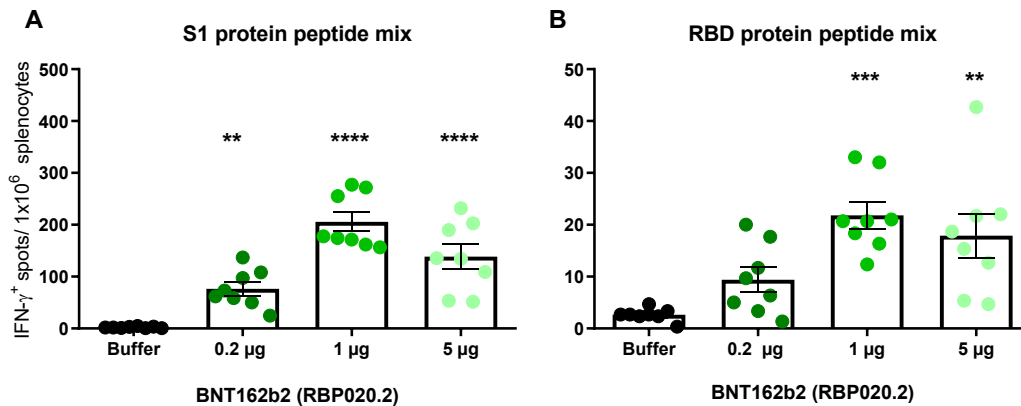 A
S1 protein peptide mix
IFN-γ⁺ spots/ 1x10⁶ splenocytes
500
400
300
200
100
0
**
****
****
Buffer
0.2 µg
1 µg
5 µg
BNT162b2 (RBP020.2)
B
RBD protein peptide mix
50
40
30
20
10
0
***
**
Buffer
0.2 µg
1 µg
5 µg
BNT162b2 (RBP020.2)